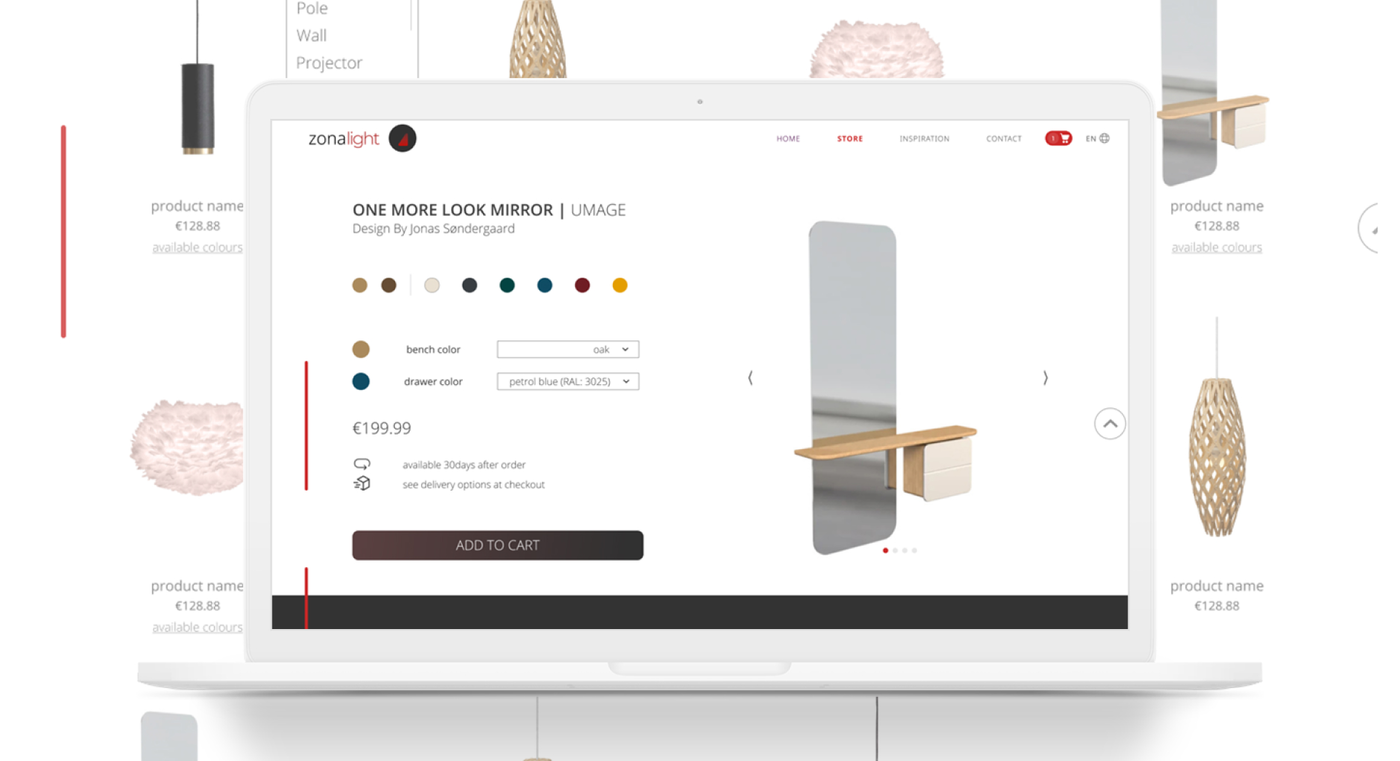 Pole
Wall
Projector
product name
€128.88
available colours
product name
€128.88
available colours
zonalight
HOME
STORE
INSPIRATION
CONTACT
1
EN
ONE MORE LOOK MIRROR | UMAGE
Design By Jonas Søndergaard
bench color
oak
drawer color
petrol blue (RAL: 3025)
€199.99
available 30days after order
see delivery options at checkout
ADD TO CART
product name
€128.88
available colours
product name
€128.88